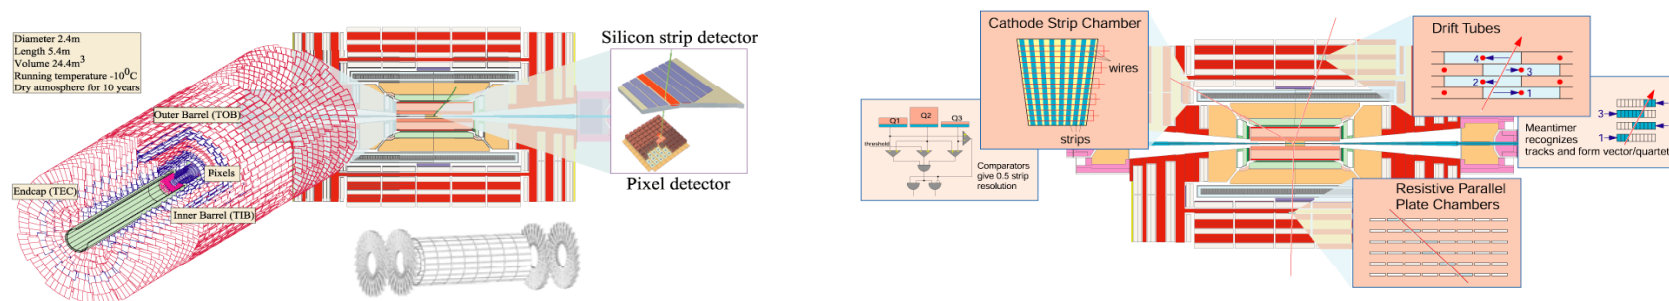 Diameter 2.4m
Length 5.4m
Volume 24.4m3
Running temperature -10 0C
Dry atmosphere for 10 years
Silicon strip detector
Outer Barrel (TOB)
Pixels
Endcap (TEC)
Inner Barrel (TIB)
Pixel detector
Cathode Strip Chamber
wires
strips
Q1
Q2
Q3
threshold
Comparators
give 0.5 strip
resolution
Drift Tubes
4
3
2
1
3
1
Meantimer
recognizes
tracks and form vector/quartet
Resistive Parallel
Plate Chambers